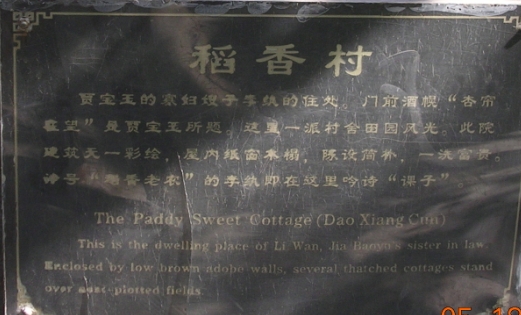 稻香村
贾宝玉的寡妇嫂子李纨的住处。门前酒幌“杏帘
在望”是贾宝玉所题。这里一派村舍田园风光。此院
建筑无一彩绘，屋内纸窗木榻，陈设简朴，一洗富贵。
诗号“稻香老农”的李纨即在这里吟诗“课子”。
The Paddy Sweet Cottage (Dao Xiang Cun)
This is the dwelling place of Li Wan, Jia Baoyu's sister in law.
Enclosed by low brown adobe walls, several thatched cottages stand
over neat-plotted fields